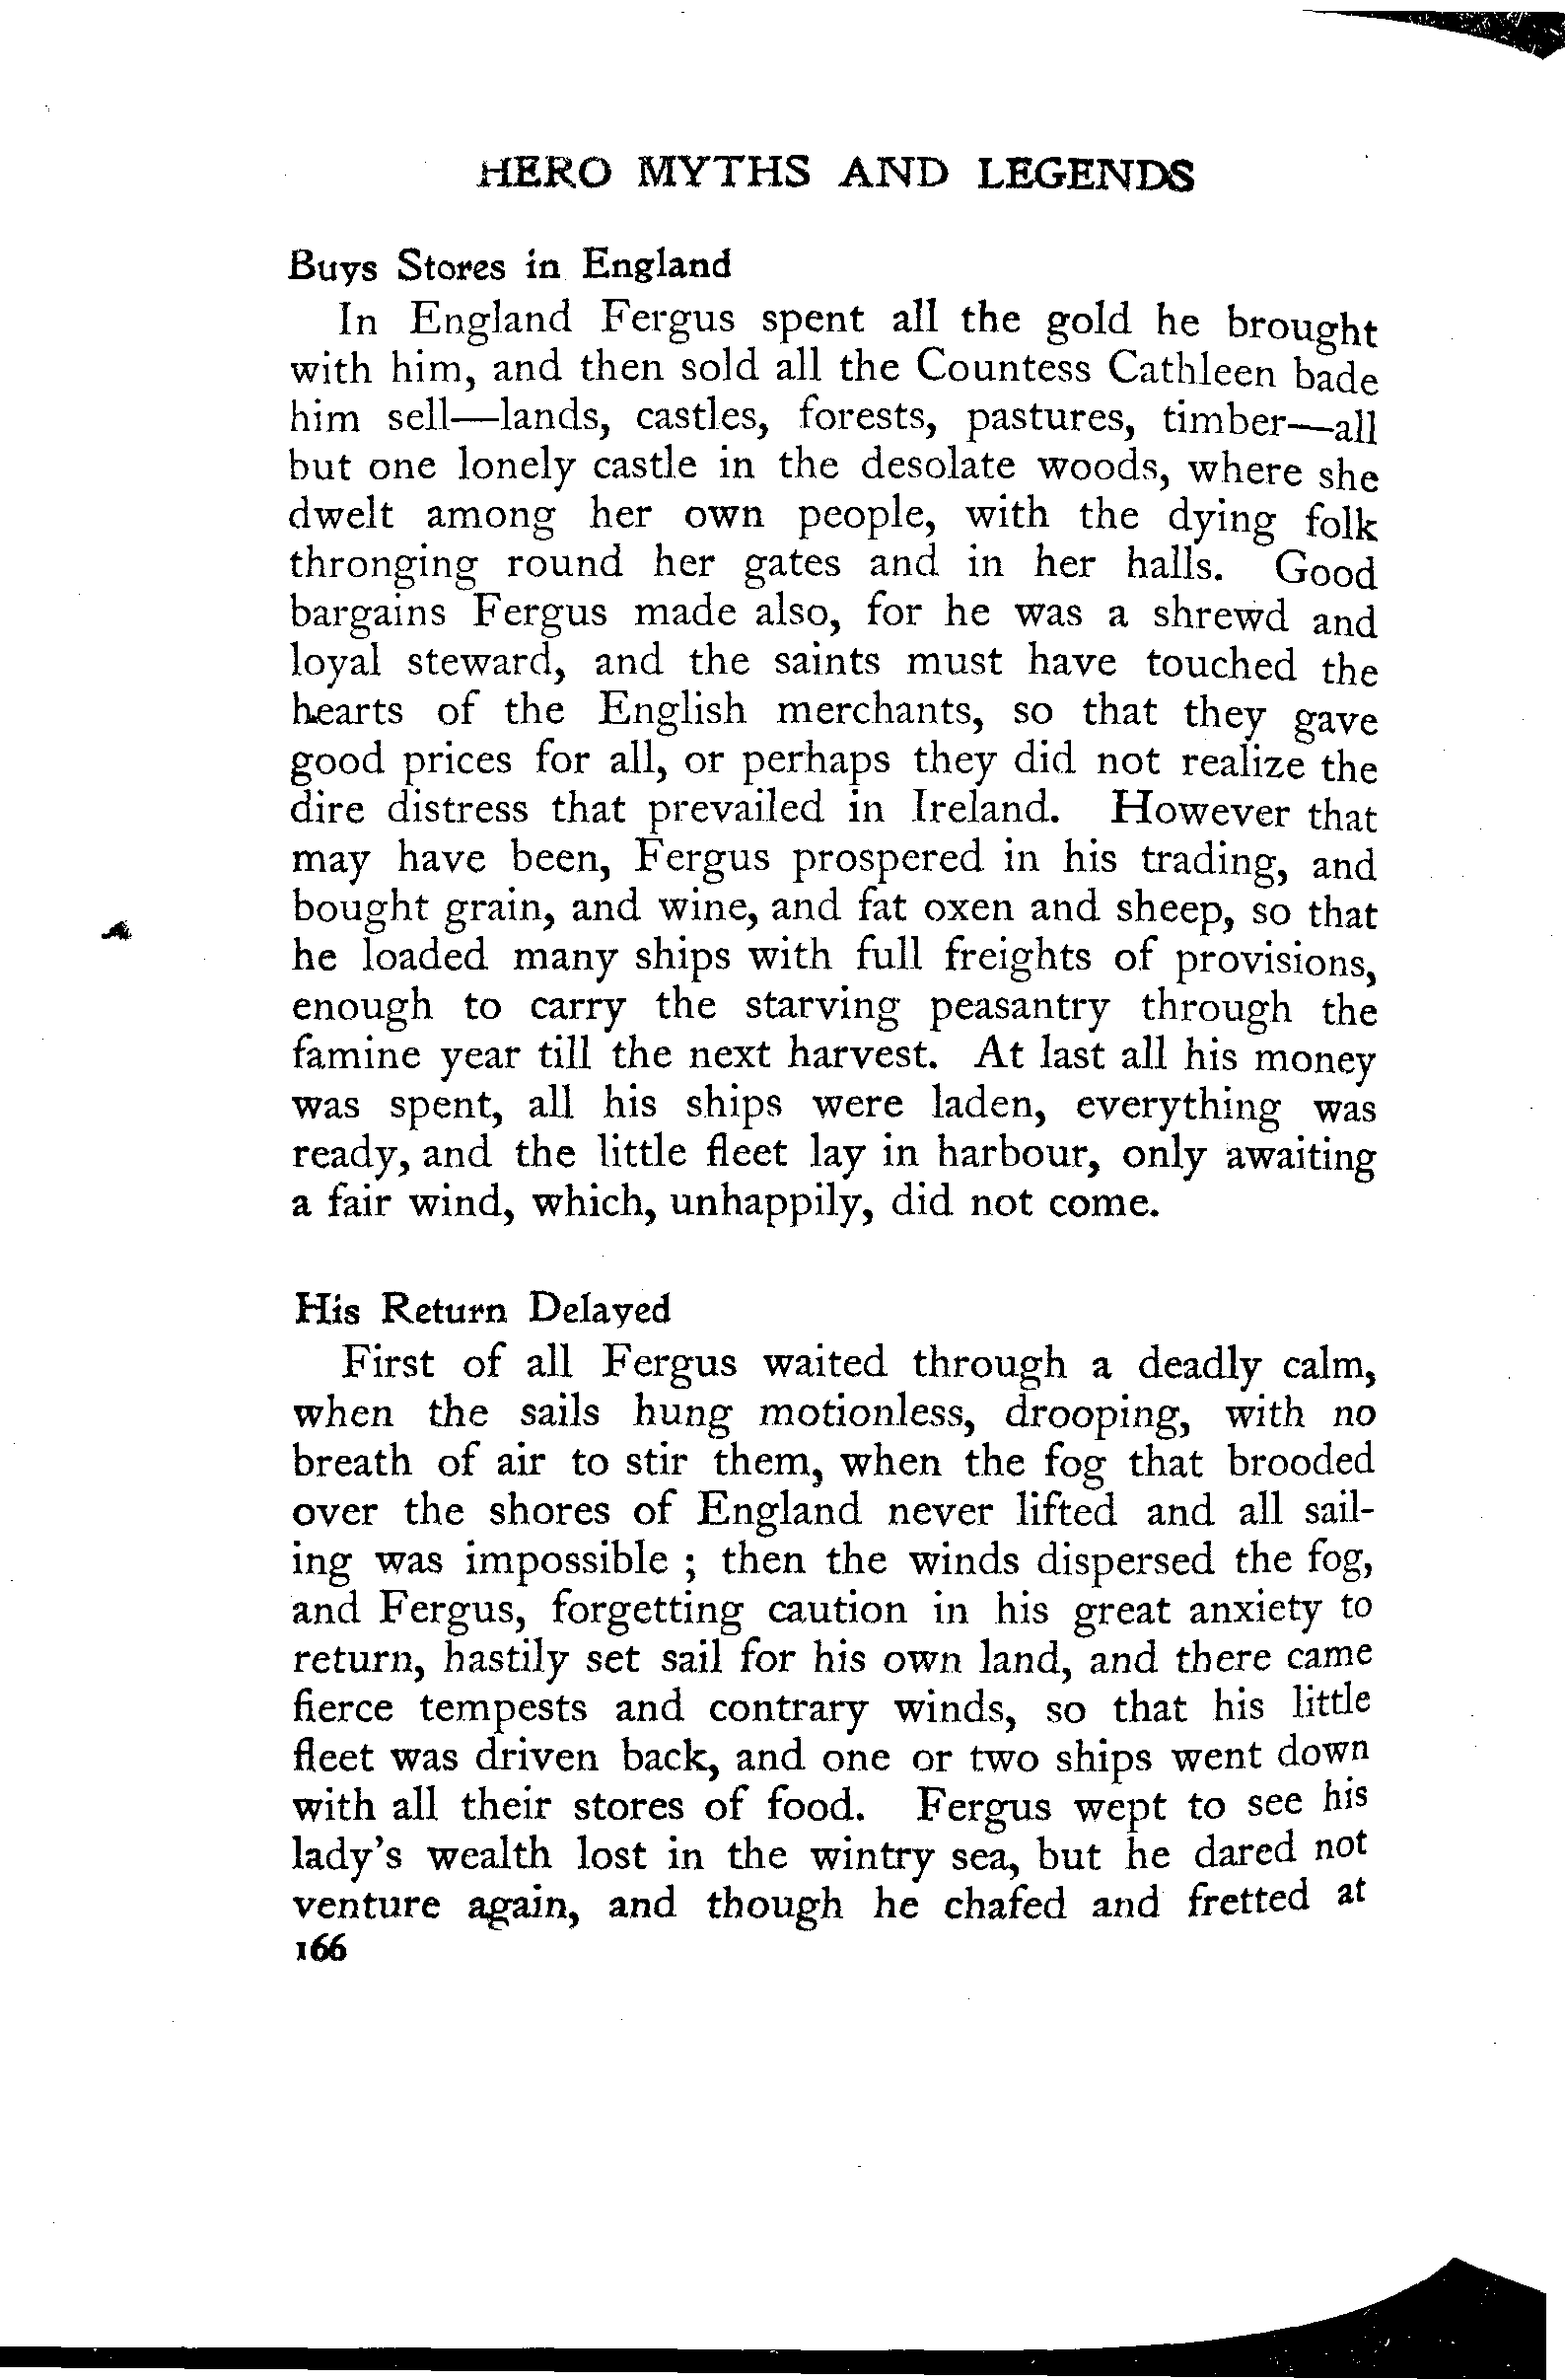 HERO MYTHS AND LEGENDS
Buys Stores in England
In England Fergus spent all the gold he brought
with him, and then sold all the Countess Cathleen bade
him sell—lands, castles, forests, pastures, timber—all
but one lonely castle in the desolate woods, where she
dwelt among her own people, with the dying folk
thronging round her gates and in her halls. Good
bargains Fergus made also, for he was a shrewd and
loyal steward, and the saints must have touched the
hearts of the English merchants, so that they gave
good prices for all, or perhaps they did not realize the
dire distress that prevailed in Ireland. However that
may have been, Fergus prospered in his trading, and
bought grain, and wine, and fat oxen and sheep, so that
he loaded many ships with full freights of provisions,
enough to carry the starving peasantry through the
famine year till the next harvest. At last all his money
was spent, all his ships were laden, everything was
ready, and the little fleet lay in harbour, only awaiting
a fair wind, which, unhappily, did not come.
His Return Delayed
First of all Fergus waited through a deadly calm,
when the sails hung motionless, drooping, with no
breath of air to stir them, when the fog that brooded
over the shores of England never lifted and all sail-
ing was impossible ; then the winds dispersed the fog,
and Fergus, forgetting caution in his great anxiety to
return, hastily set sail for his own land, and there came
fierce tempests and contrary winds, so that his little
fleet was driven back, and one or two ships went down
with all their stores of food. Fergus wept to see his
lady's wealth lost in the wintry sea, but he dared not
venture again, and though he chafed and fretted at
166